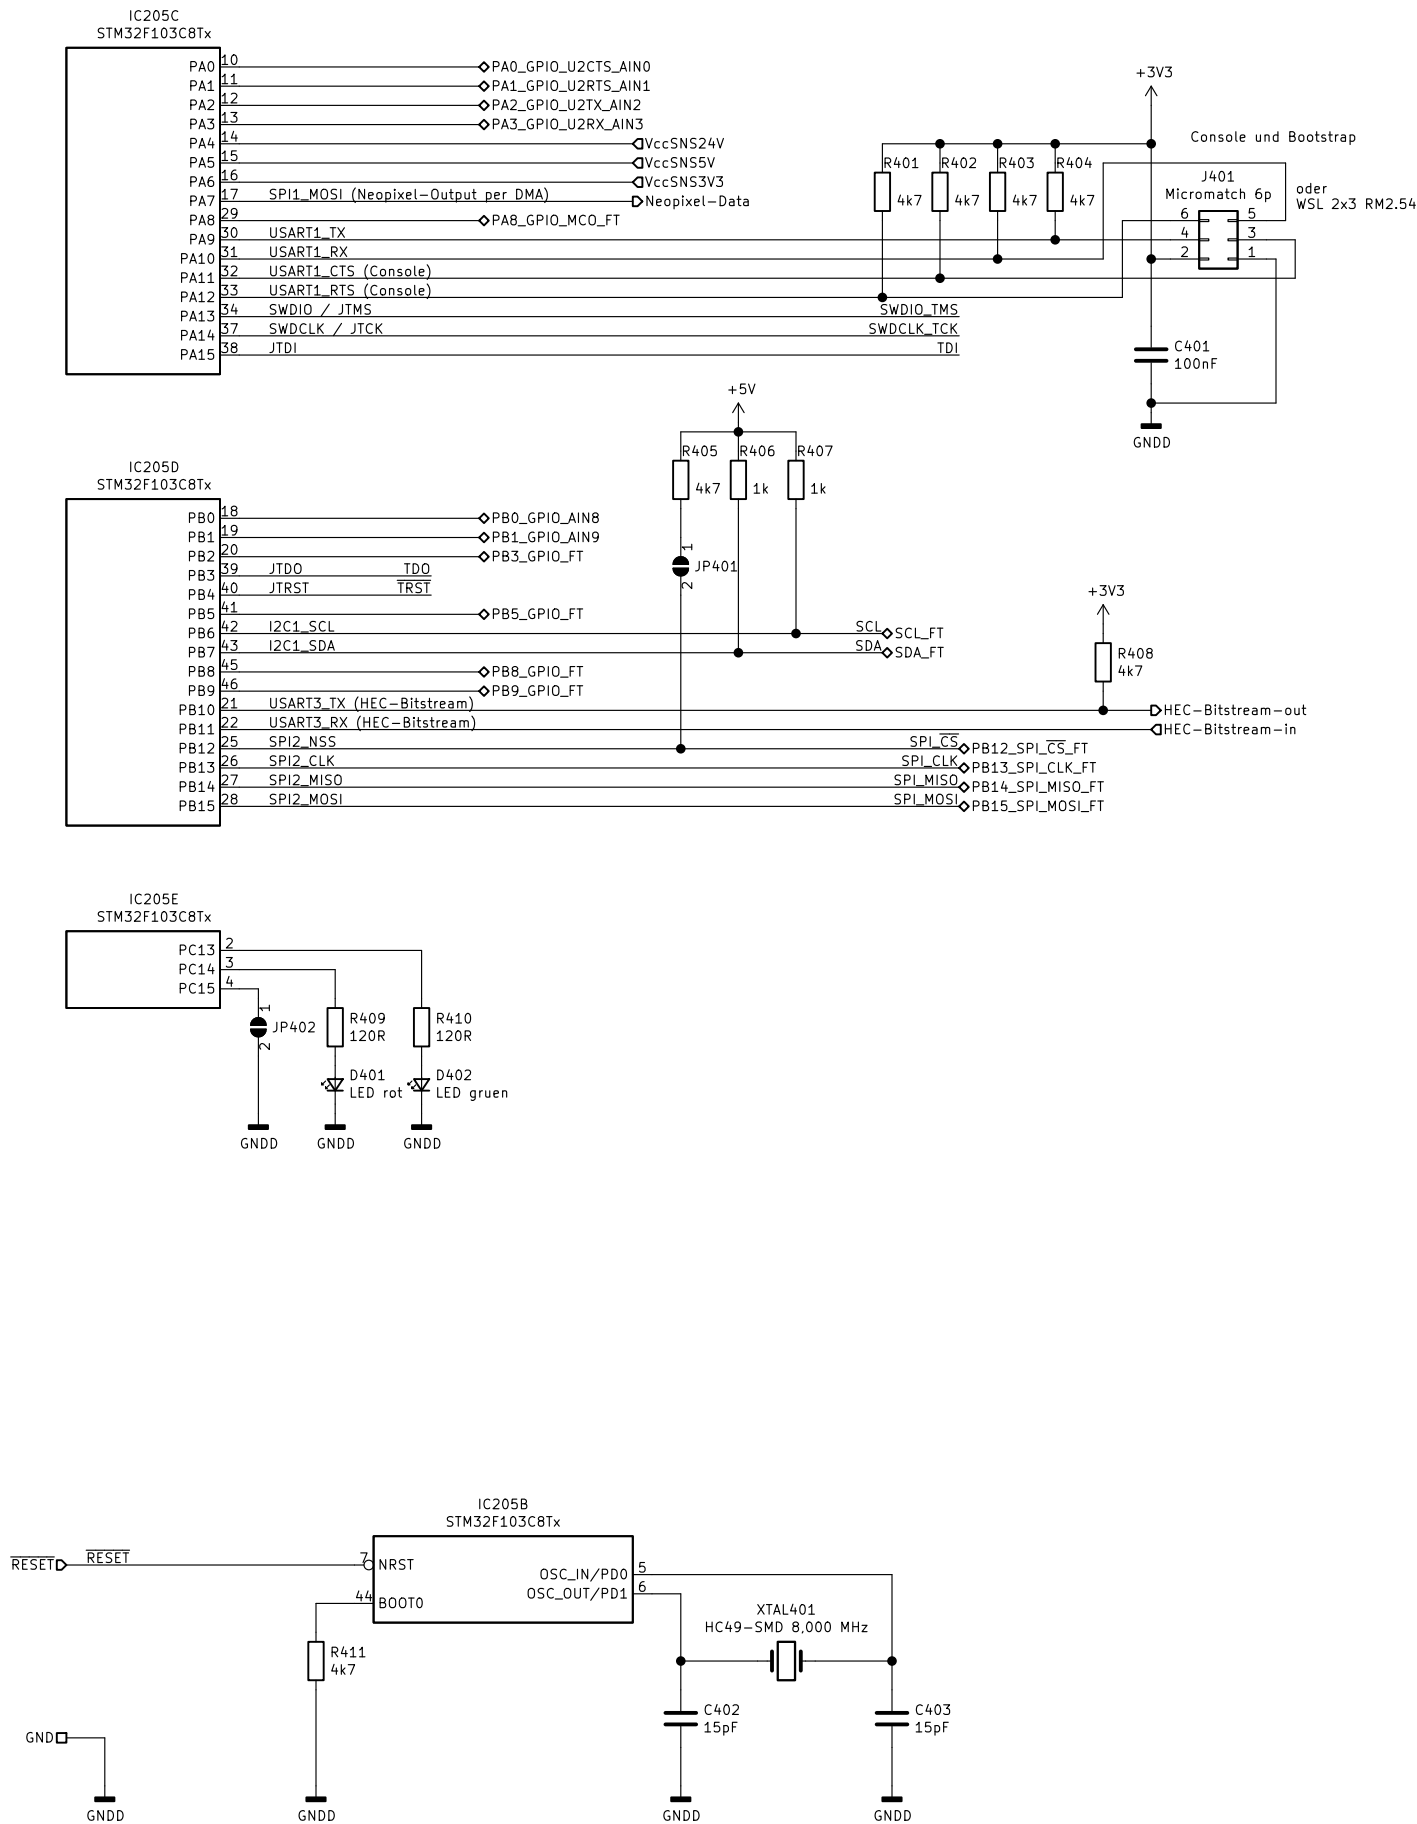 IC205C
STM32F103C8Tx
PA0 10 PA0_GPIO_U2CTS_AIN0
PA1 11 PA1_GPIO_U2RTS_AIN1
PA2 12 PA2_GPIO_U2TX_AIN2
PA3 13 PA3_GPIO_U2RX_AIN3
PA4 14 VccSNS24V
PA5 15 VccSNS5V
PA6 16 VccSNS3V3
PA7 17 SPI1_MOSI (Neopixel-Output per DMA) Neopixel-Data
PA8 29 PA8_GPIO_MCO_FT
PA9 30 USART1_TX
PA10 31 USART1_RX
PA11 32 USART1_CTS (Console)
PA12 33 USART1_RTS (Console)
PA13 34 SWDIO / JTMS SWDIO_TMS
PA14 37 SWDCLK / JTCK SWDCLK_TCK
PA15 38 JTDI TDI
+3V3
Console und Bootstrap
R401 R402 R403 R404
4k7 4k7 4k7 4k7
J401
Micromatch 6p
oder
WSL 2x3 RM2.54
6 5
4 3
2 1
C401
100nF
GNDD
+5V
R405 R406 R407
4k7 1k 1k
1
JP401
2
IC205D
STM32F103C8Tx
PB0 18 PB0_GPIO_AIN8
PB1 19 PB1_GPIO_AIN9
PB2 20 PB3_GPIO_FT
PB3 39 JTDO TDO
PB4 40 JTRST TRST
PB5 41 PB5_GPIO_FT
PB6 42 I2C1_SCL SCL SCL_FT
PB7 43 I2C1_SDA SDA SDA_FT
PB8 45 PB8_GPIO_FT
PB9 46 PB9_GPIO_FT
PB10 21 USART3_TX (HEC-Bitstream) HEC-Bitstream-out
PB11 22 USART3_RX (HEC-Bitstream) HEC-Bitstream-in
PB12 25 SPI2_NSS SPI_CS PB12_SPI_CS_FT
PB13 26 SPI2_CLK SPI_CLK PB13_SPI_CLK_FT
PB14 27 SPI2_MISO SPI_MISO PB14_SPI_MISO_FT
PB15 28 SPI2_MOSI SPI_MOSI PB15_SPI_MOSI_FT
+3V3
R408
4k7
IC205E
STM32F103C8Tx
PC13 2
PC14 3
PC15 4
1
JP402
2
R409
120R
R410
120R
D401
LED rot
D402
LED gruen
GNDD GNDD GNDD
IC205B
STM32F103C8Tx
RESET RESET 7 NRST
44 BOOT0
OSC_IN/PD0 5
OSC_OUT/PD1 6
XTAL401
HC49-SMD 8,000 MHz
R411
4k7
C402
15pF
C403
15pF
GND
GNDD GNDD GNDD GNDD